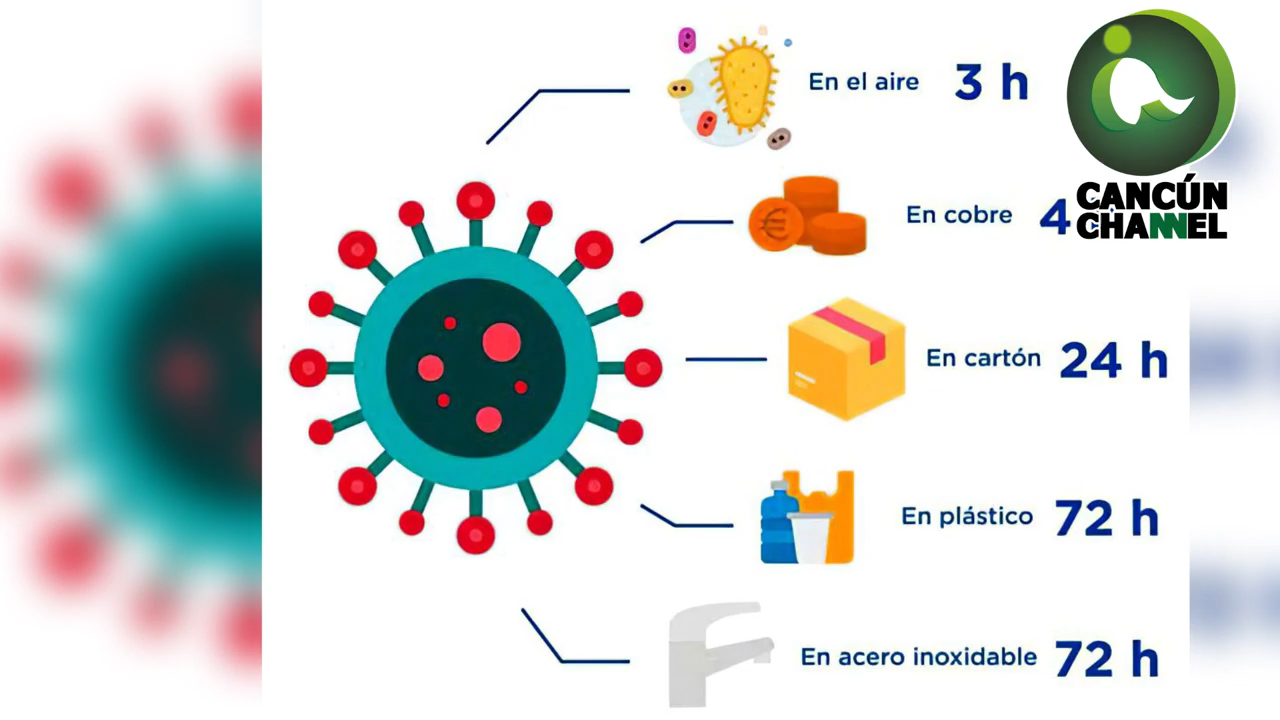 En el aire 3 h
En cobre 4
En cartón 24 h
En plástico 72 h
En acero inoxidable 72 h
CANCÚN
CHANNEL